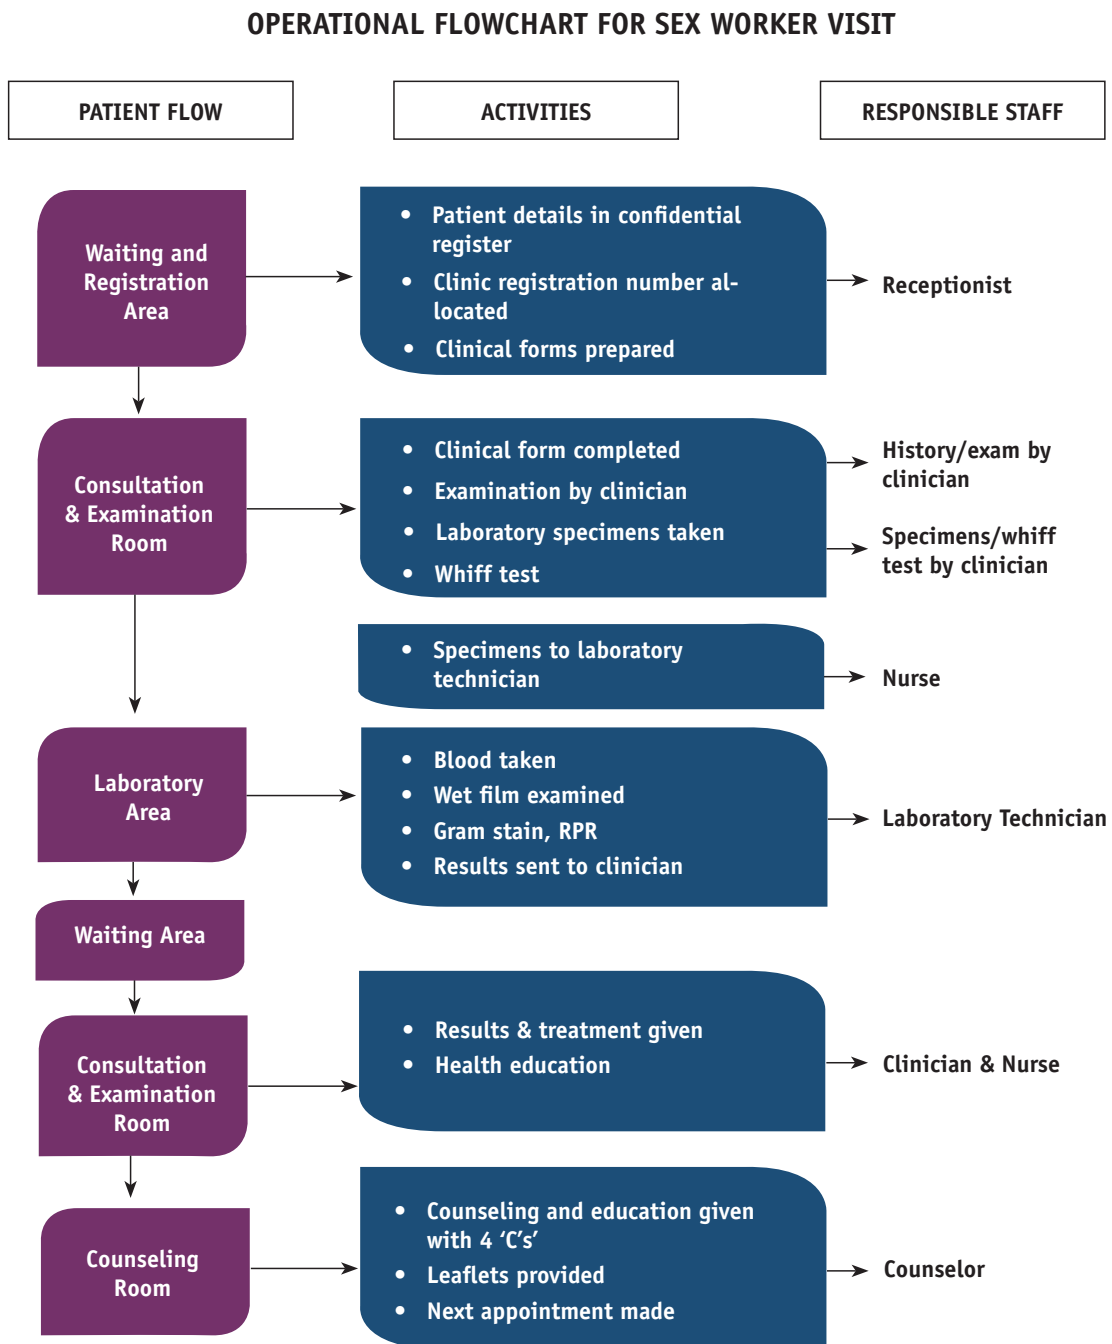 OPERATIONAL FLOWCHART FOR SEX WORKER VISIT
PATIENT FLOW
ACTIVITIES
RESPONSIBLE STAFF
Waiting and
Registration
Area
• Patient details in confidential
register
• Clinic registration number al-
located
• Clinical forms prepared
Receptionist
Consultation
& Examination
Room
• Clinical form completed
• Examination by clinician
• Laboratory specimens taken
• Whiff test
History/exam by
clinician
Specimens/whiff
test by clinician
• Specimens to laboratory
technician
Nurse
Laboratory
Area
• Blood taken
• Wet film examined
• Gram stain, RPR
• Results sent to clinician
Laboratory Technician
Waiting Area
Consultation
& Examination
Room
• Results & treatment given
• Health education
Clinician & Nurse
Counseling
Room
• Counseling and education given
with 4 ‘C’s’
• Leaflets provided
• Next appointment made
Counselor